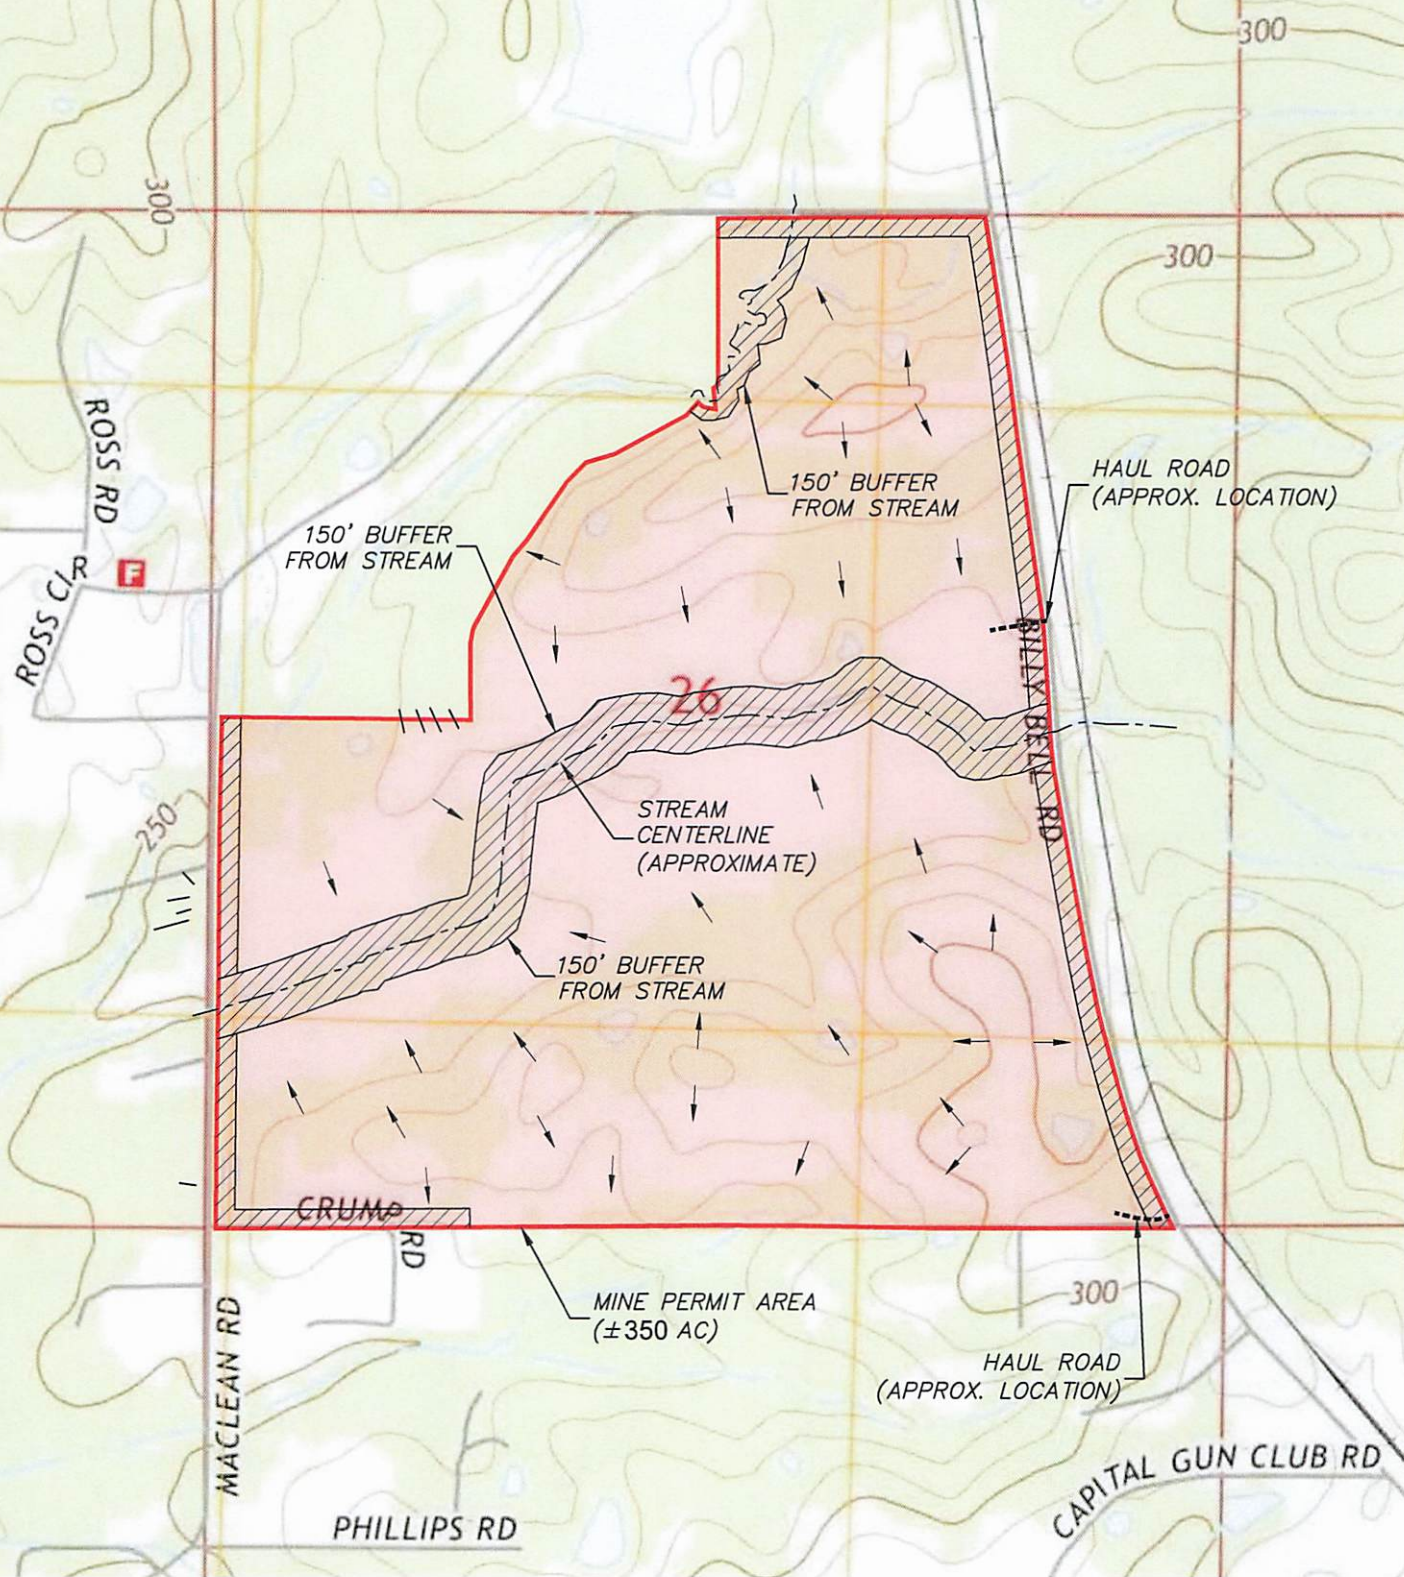 300
300
300
ROSS RD
HAUL ROAD
(APPROX. LOCATION)
150' BUFFER
FROM STREAM
150' BUFFER
FROM STREAM
ROSS CIR
F
BILLY BELL RD
26
250
STREAM
CENTERLINE
(APPROXIMATE)
150' BUFFER
FROM STREAM
CRUMP
RD
MINE PERMIT AREA
(±350 AC)
300
HAUL ROAD
(APPROX. LOCATION)
MACLEAN RD
CAPITAL GUN CLUB RD
PHILLIPS RD